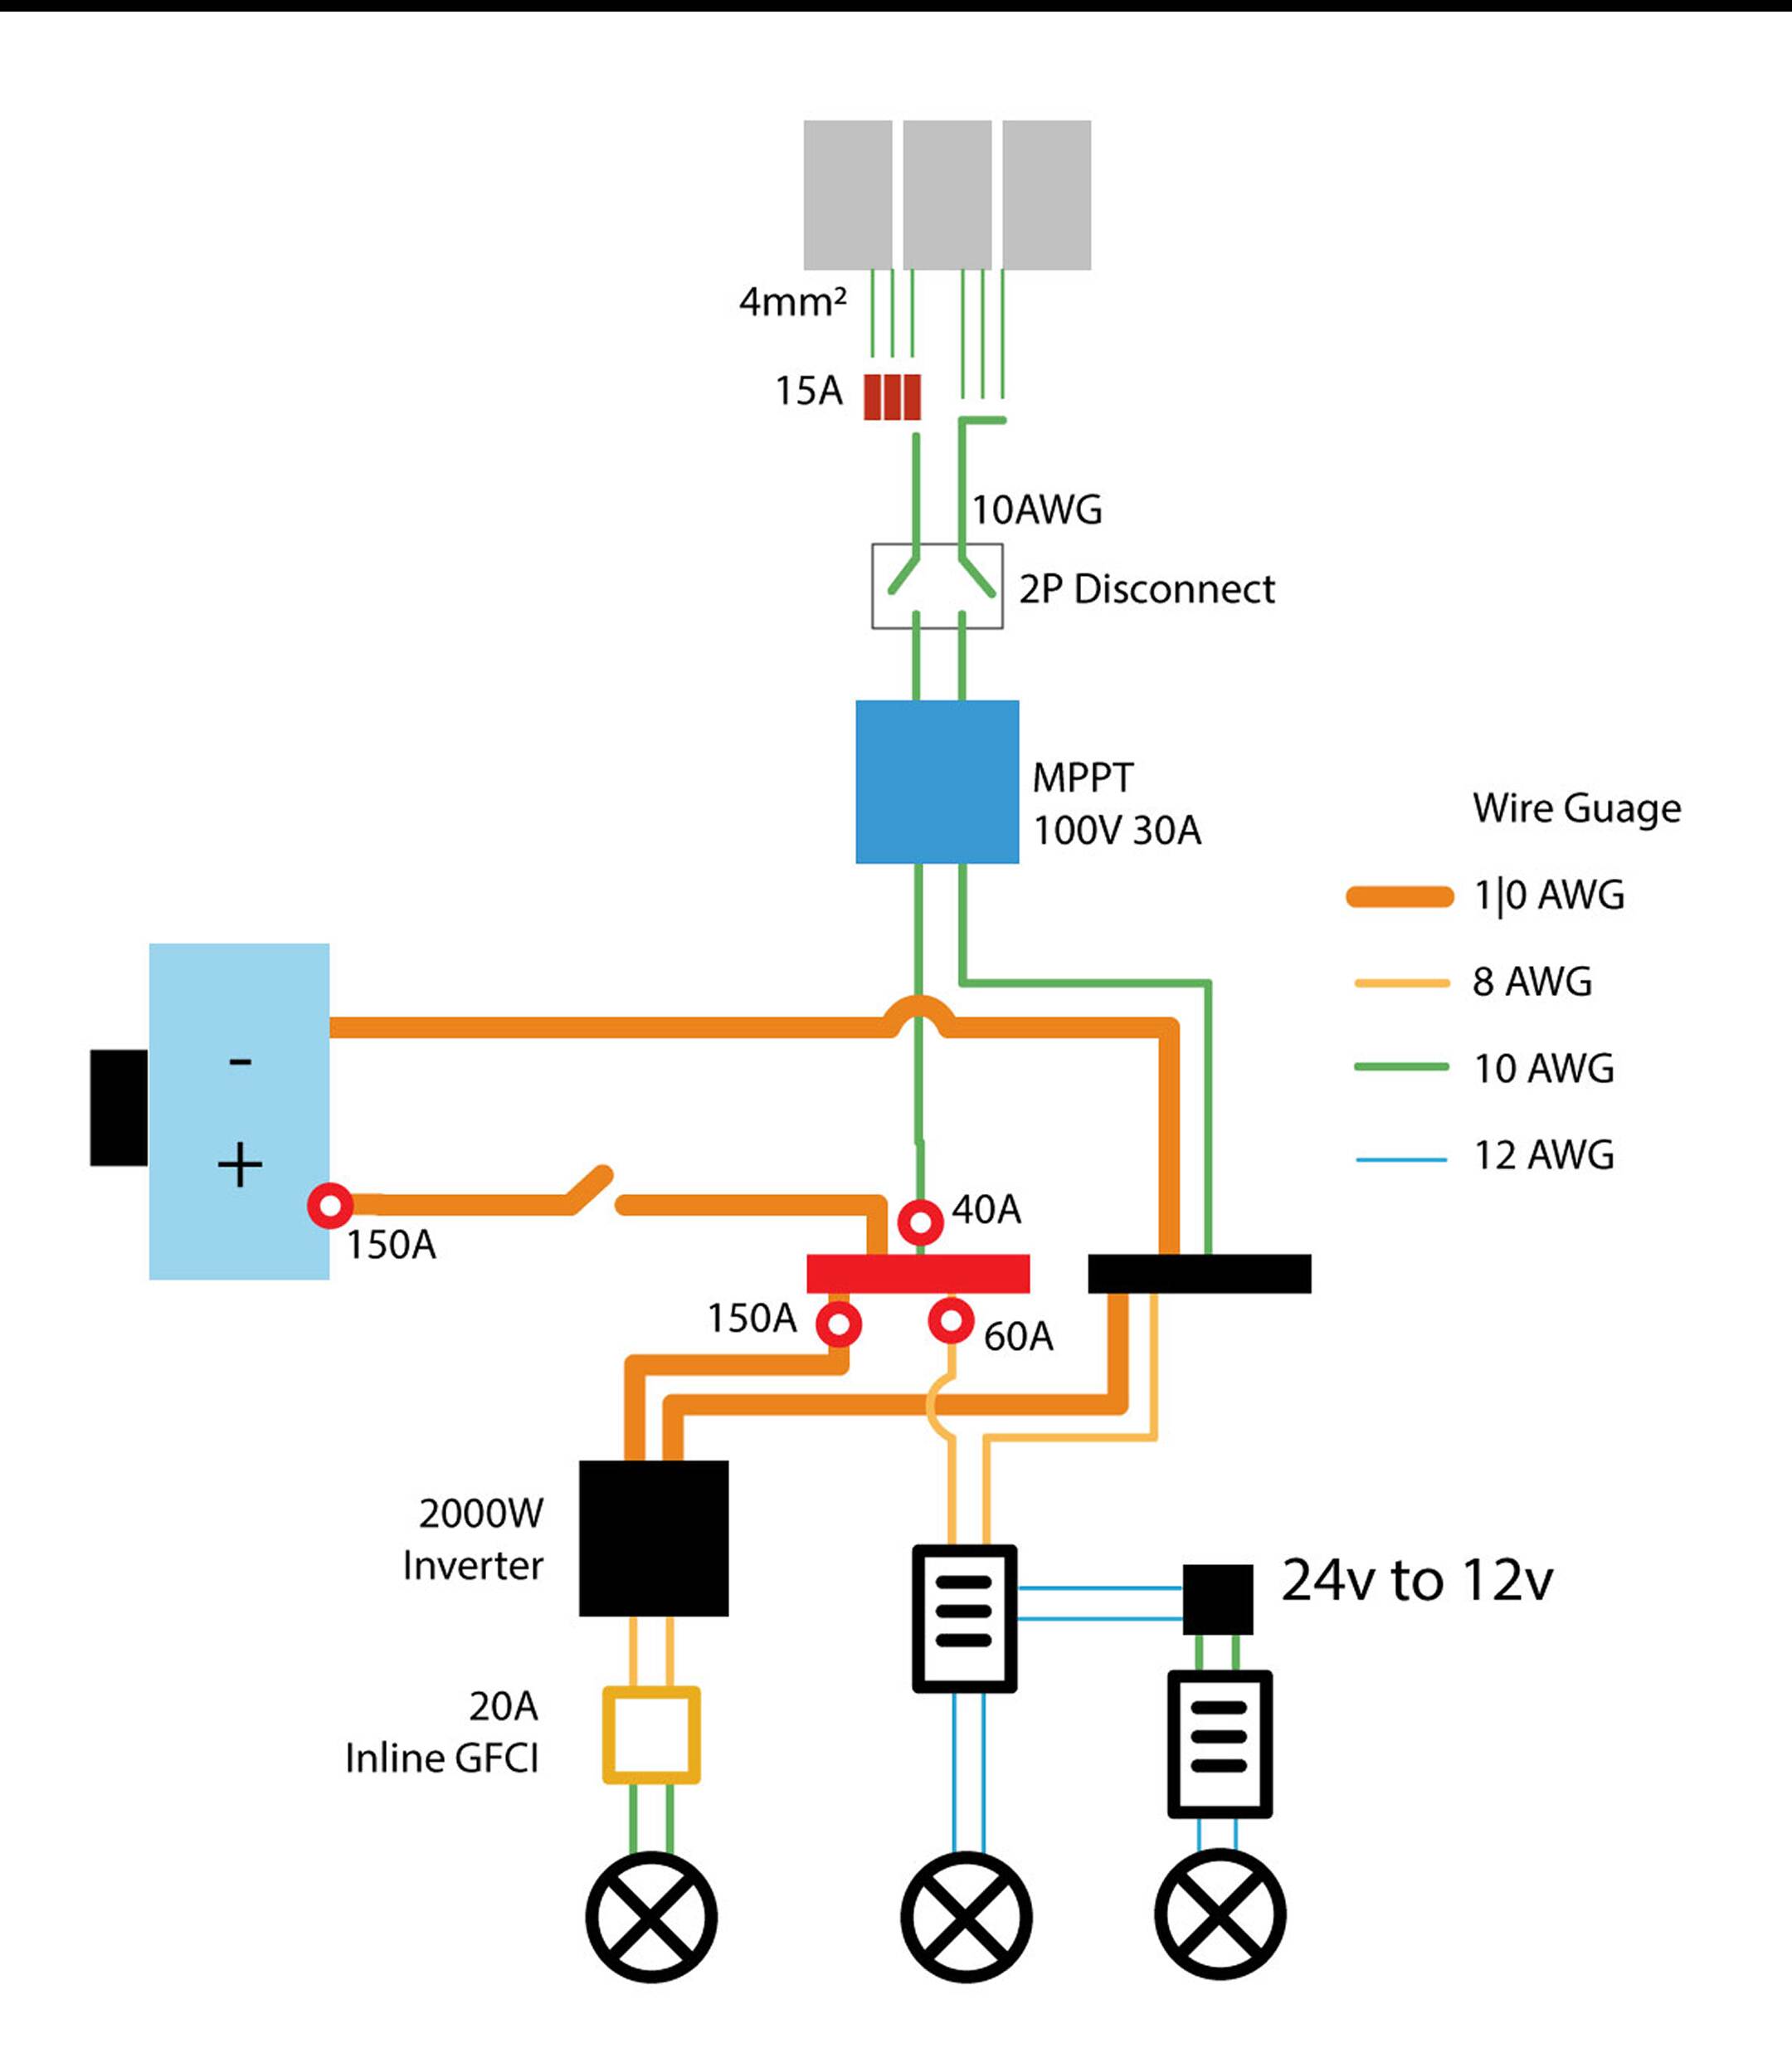 4mm²
15A
10AWG
2P Disconnect
MPPT
100V 30A
Wire Guage
1|0 AWG
8 AWG
10 AWG
12 AWG
-
+
150A
40A
150A
60A
2000W
Inverter
24v to 12v
20A
Inline GFCI